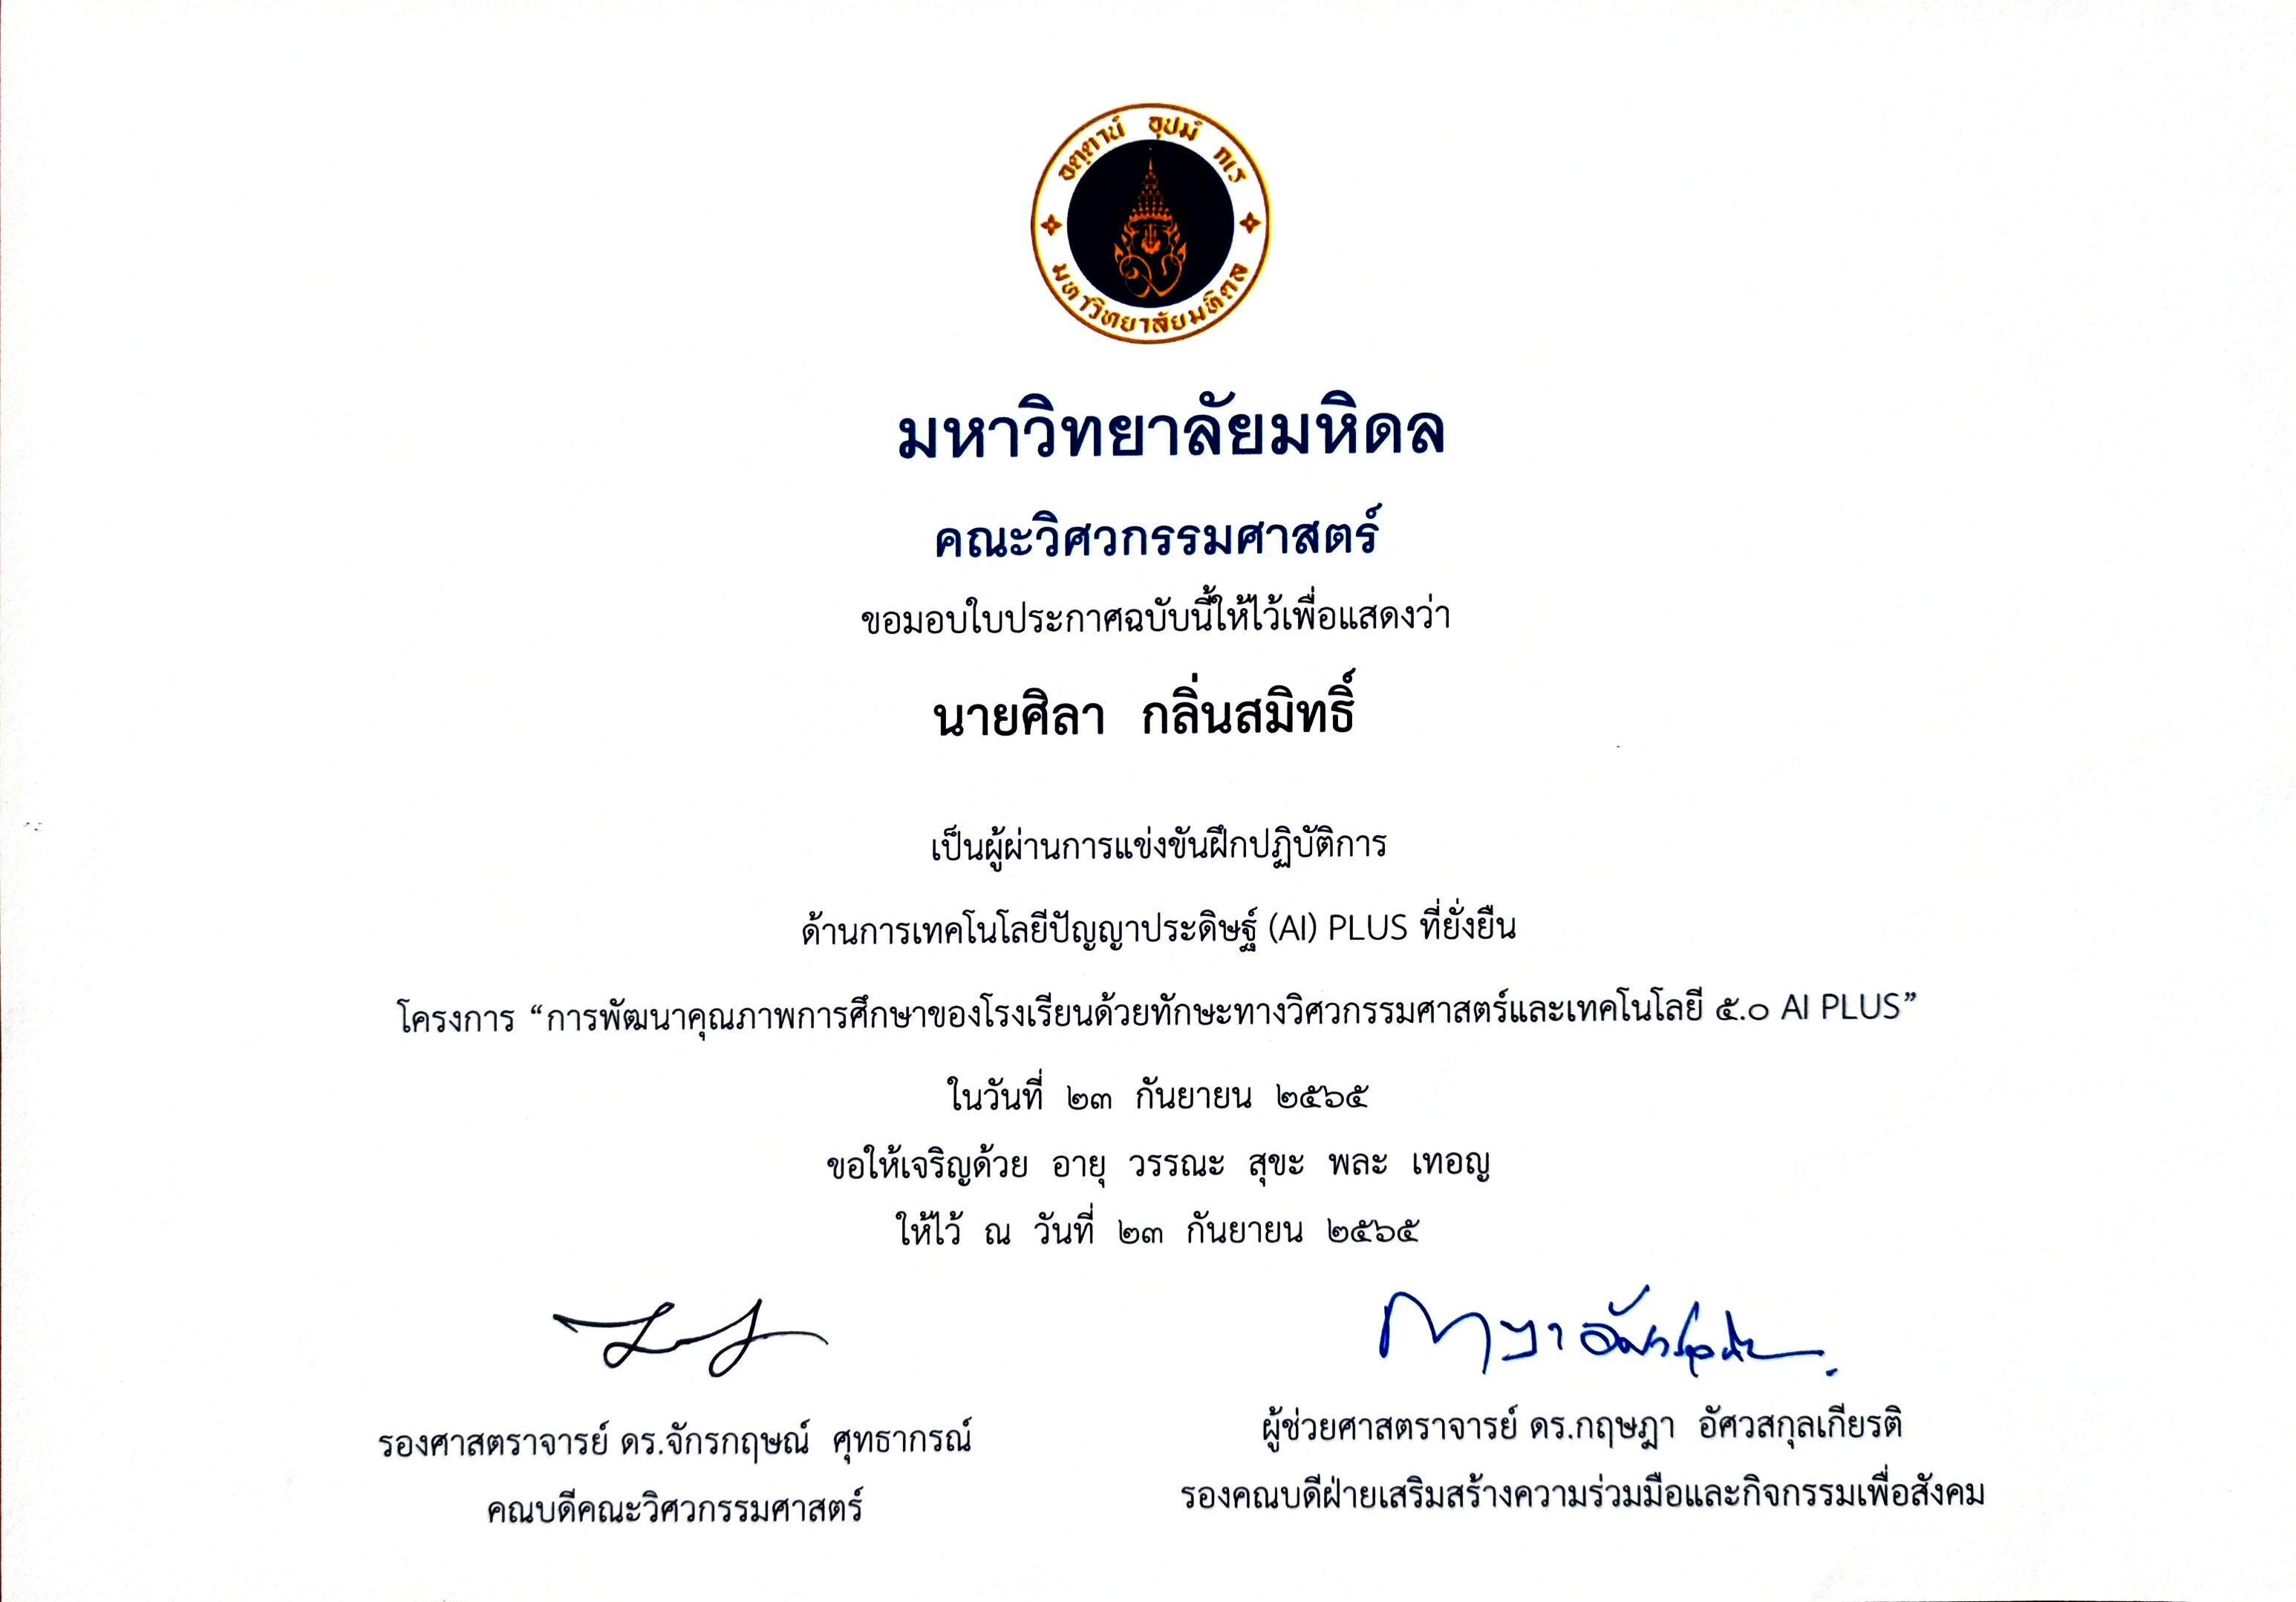 อตฺตานํ อุปมํ กเร
มหาวิทยาลัยมหิดล
มหาวิทยาลัยมหิดล
คณะวิศวกรรมศาสตร์
ขอมอบใบประกาศฉบับนี้ให้ไว้เพื่อแสดงว่า
นายศิลา กลิ่นสมิทธิ์
เป็นผู้ผ่านการแข่งขันฝึกปฏิบัติการ
ด้านการเทคโนโลยีปัญญาประดิษฐ์ (AI) PLUS ที่ยั่งยืน
โครงการ “การพัฒนาคุณภาพการศึกษาของโรงเรียนด้วยทักษะทางวิศวกรรมศาสตร์และเทคโนโลยี ๕.๐ AI PLUS”
ในวันที่ ๒๓ กันยายน ๒๕๖๕
ขอให้เจริญด้วย อายุ วรรณะ สุขะ พละ เทอญ
ให้ไว้ ณ วันที่ ๒๓ กันยายน ๒๕๖๕
รองศาสตราจารย์ ดร.จักรกฤษณ์ ศุทธากรณ์
คณบดีคณะวิศวกรรมศาสตร์
ผู้ช่วยศาสตราจารย์ ดร.กฤษฎา อัศวสกุลเกียรติ
รองคณบดีฝ่ายเสริมสร้างความร่วมมือและกิจกรรมเพื่อสังคม